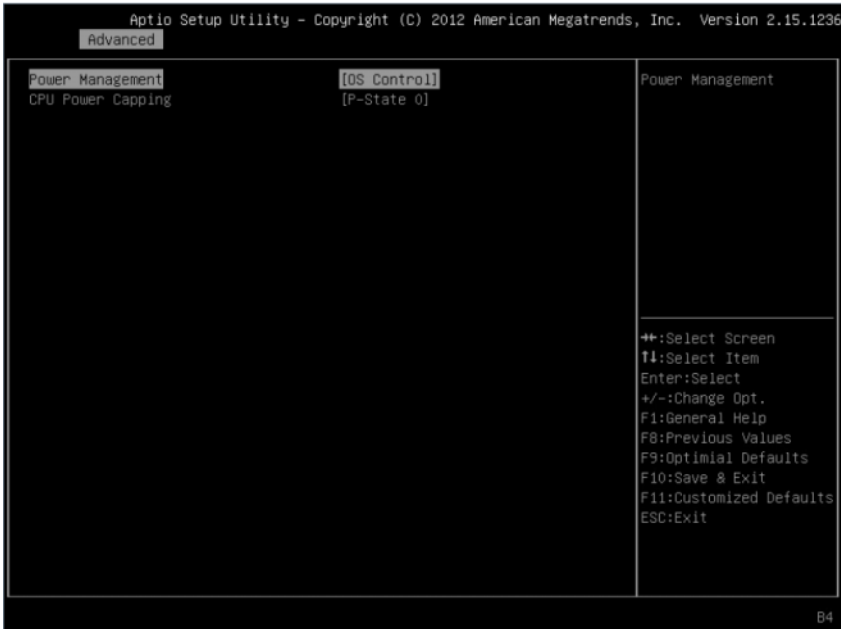 Aptio Setup Utility – Copyright (C) 2012 American Megatrends, Inc. Version 2.15.1236
Advanced
Power Management [OS Control]
CPU Power Capping [P-State 0]
Power Management
→←:Select Screen
↑↓:Select Item
Enter:Select
+/-:Change Opt.
F1:General Help
F8:Previous Values
F9:Optimial Defaults
F10:Save & Exit
F11:Customized Defaults
ESC:Exit
B4